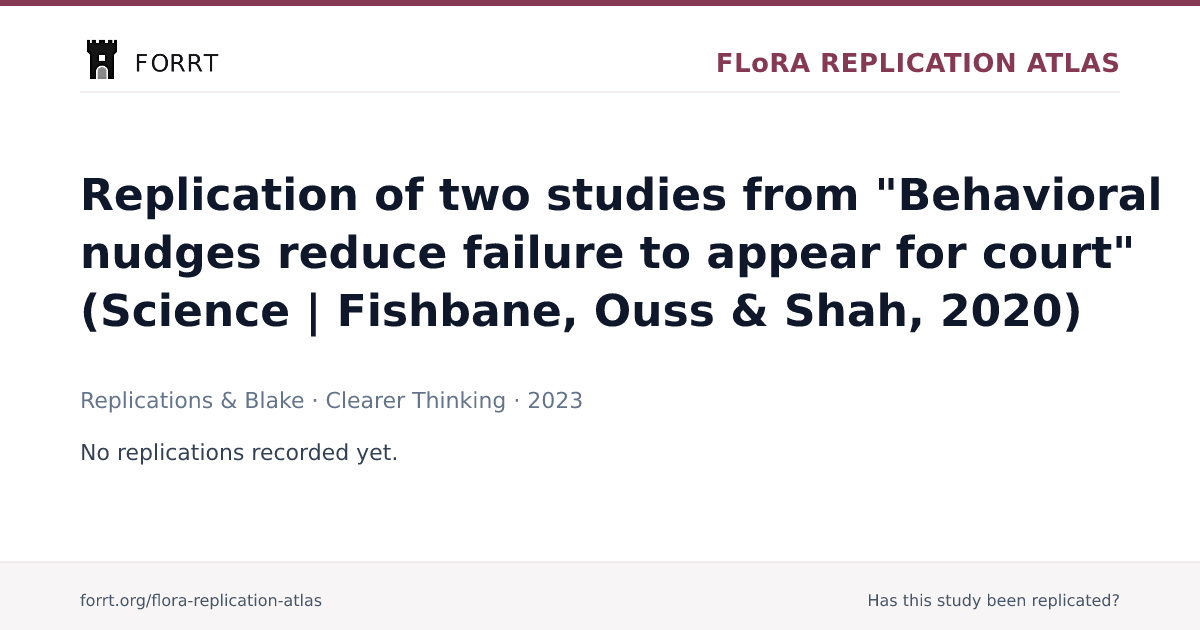 FORRT
FLoRA REPLICATION ATLAS
Replication of two studies from "Behavioral
nudges reduce failure to appear for court"
(Science | Fishbane, Ouss & Shah, 2020)
Replications & Blake · Clearer Thinking · 2023
No replications recorded yet.
forrt.org/flora-replication-atlas
Has this study been replicated?